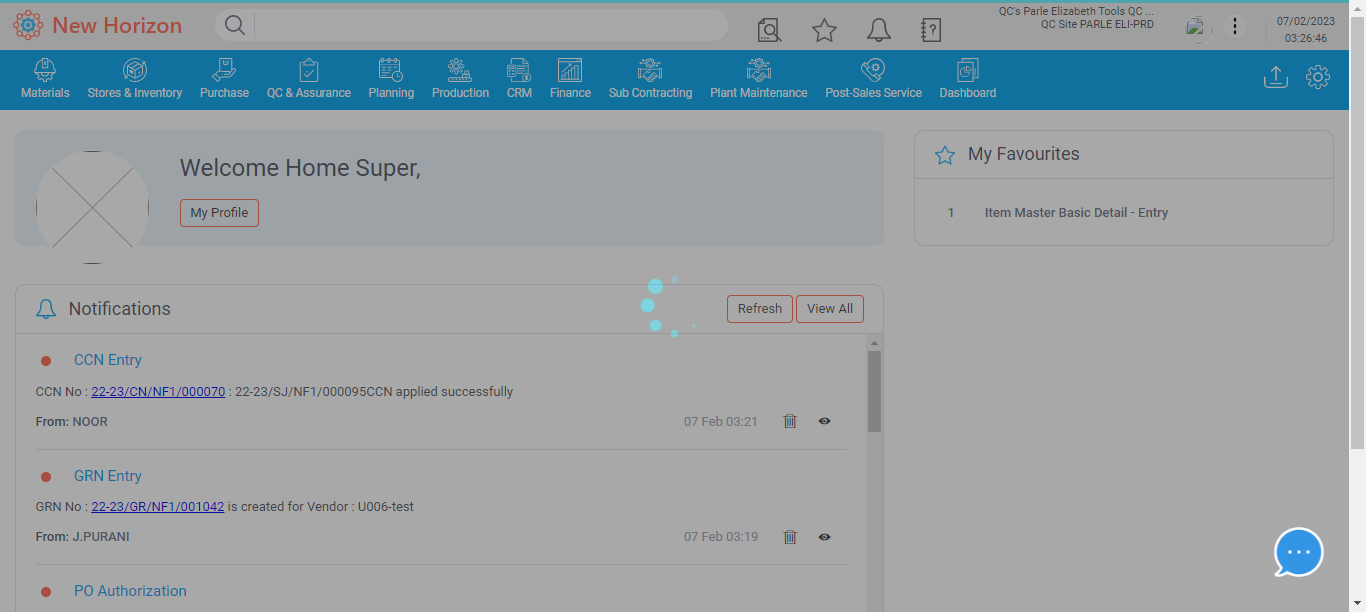 New Horizon
QC's Parle Elizabeth Tools QC ...
QC Site PARLE ELI-PRD
07/02/2023
03:26:46
Materials
Stores & Inventory
Purchase
QC & Assurance
Planning
Production
CRM
Finance
Sub Contracting
Plant Maintenance
Post-Sales Service
Dashboard
Welcome Home Super,
My Profile
My Favourites
1 Item Master Basic Detail - Entry
Notifications
Refresh
View All
CCN Entry
CCN No : 22-23/CN/NF1/000070 : 22-23/SJ/NF1/000095CCN applied successfully
From: NOOR
07 Feb 03:21
GRN Entry
GRN No : 22-23/GR/NF1/001042 is created for Vendor : U006-test
From: J.PURANI
07 Feb 03:19
PO Authorization